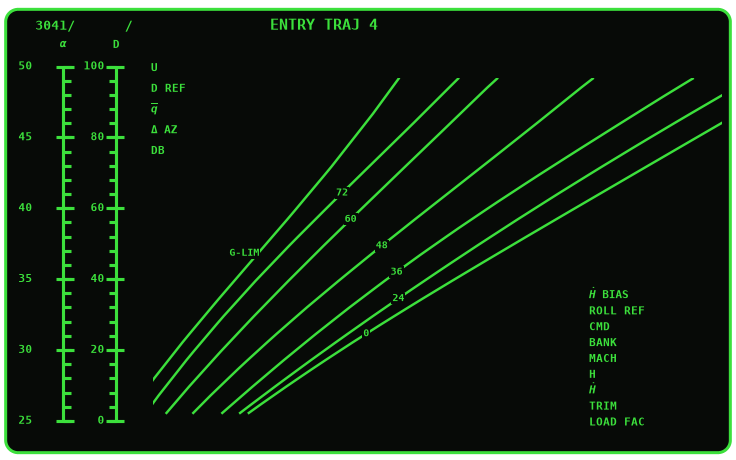 3041/ /
ENTRY TRAJ 4
α D
50 100
45 80
40 60
35 40
30 20
25 0
U
D REF
q̅
Δ AZ
DB
72
60
G-LIM
48
36
24
0
Ḣ BIAS
ROLL REF
CMD
BANK
MACH
H
Ḣ
TRIM
LOAD FAC